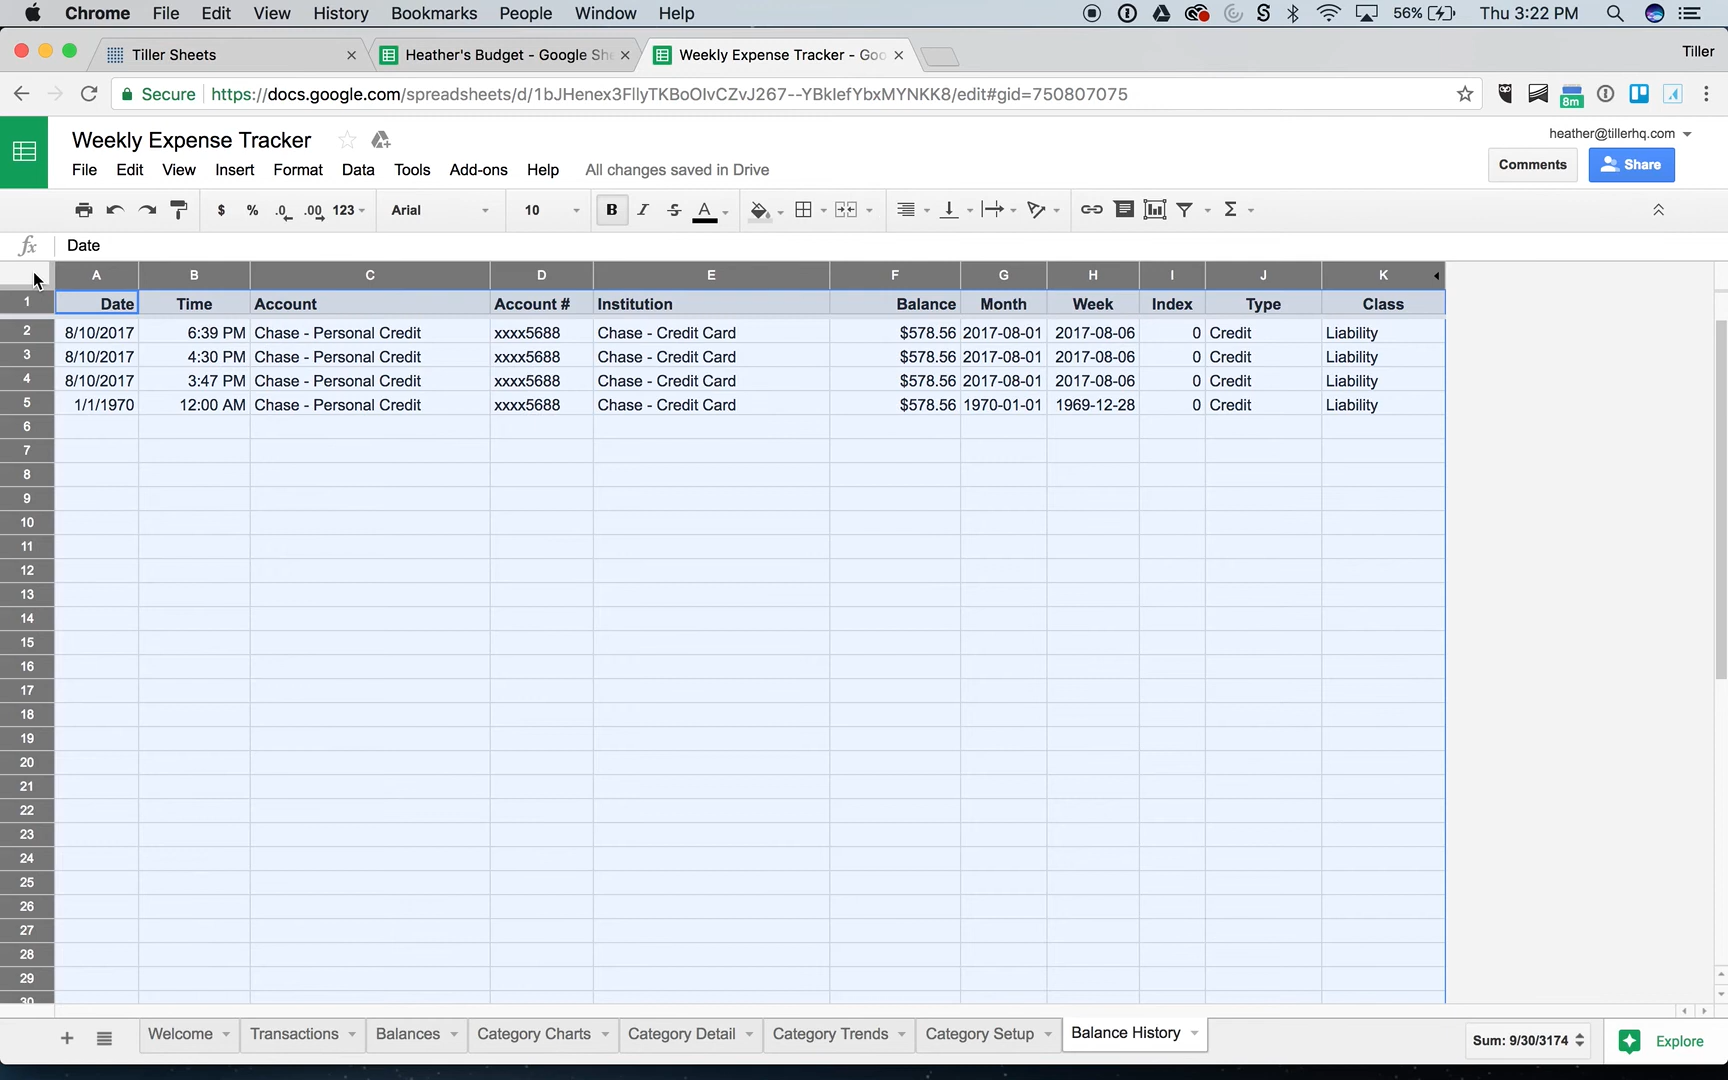 Chrome File Edit View History Bookmarks People Window Help 56% Thu 3:22 PM
Tiller Sheets Heather's Budget - Google She Weekly Expense Tracker - Goo Tiller
Secure https://docs.google.com/spreadsheets/d/1bJHenex3FllyTKBoOlvCZvJ267--YBklefYbxMYNKK8/edit#gid=750807075 8m
Weekly Expense Tracker heather@tillerhq.com
File Edit View Insert Format Data Tools Add-ons Help All changes saved in Drive Comments Share
$ % .0 .00 123 Arial 10 B I S A Σ
fx Date
A B C D E F G H I J K
1 Date Time Account Account # Institution Balance Month Week Index Type Class
2 8/10/2017 6:39 PM Chase - Personal Credit xxxx5688 Chase - Credit Card $578.56 2017-08-01 2017-08-06 0 Credit Liability
3 8/10/2017 4:30 PM Chase - Personal Credit xxxx5688 Chase - Credit Card $578.56 2017-08-01 2017-08-06 0 Credit Liability
4 8/10/2017 3:47 PM Chase - Personal Credit xxxx5688 Chase - Credit Card $578.56 2017-08-01 2017-08-06 0 Credit Liability
5 1/1/1970 12:00 AM Chase - Personal Credit xxxx5688 Chase - Credit Card $578.56 1970-01-01 1969-12-28 0 Credit Liability
6
7
8
9
10
11
12
13
14
15
16
17
18
19
20
21
22
23
24
25
26
27
28
29
30
+ Welcome Transactions Balances Category Charts Category Detail Category Trends Category Setup Balance History Sum: 9/30/3174 Explore